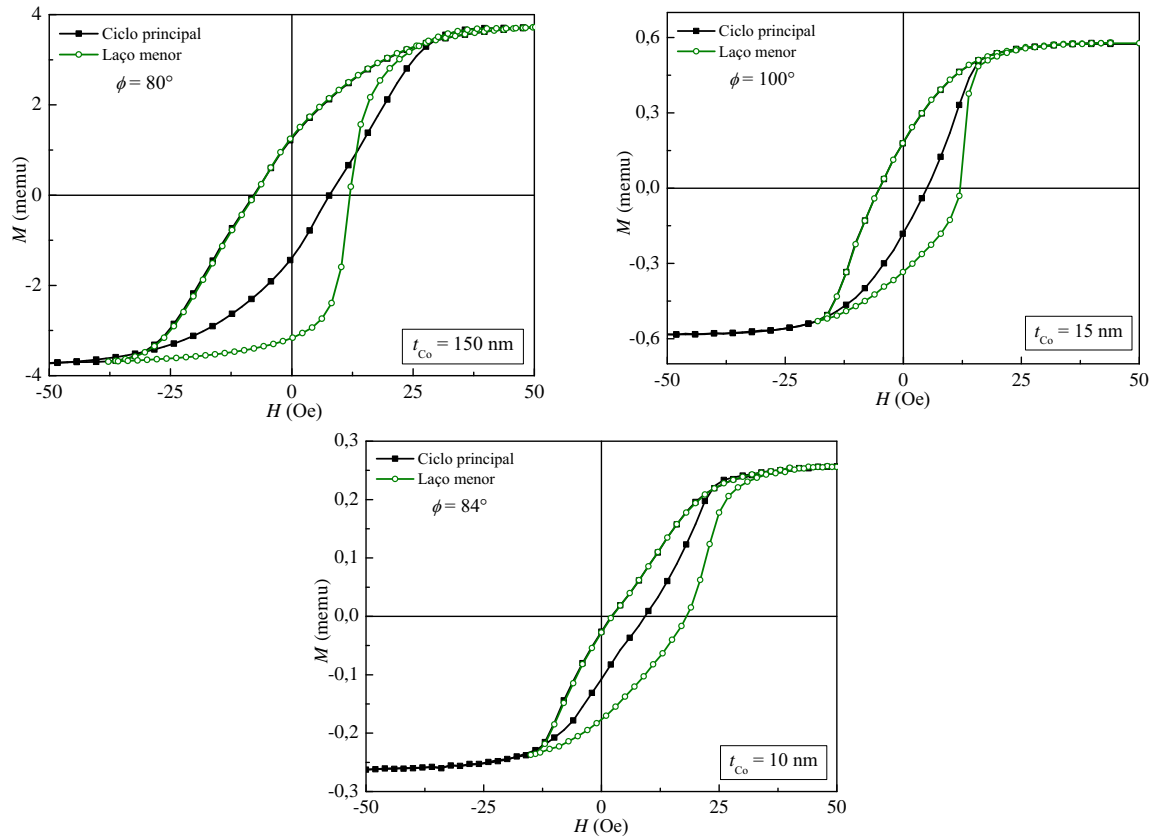 Ciclo principal
Laço menor
ϕ = 80°
M (memu)
4
2
0
-2
-4
-50
-25
0
25
50
H (Oe)
t_Co = 150 nm
Ciclo principal
Laço menor
ϕ = 100°
M (memu)
0,6
0,3
0,0
-0,3
-0,6
-50
-25
0
25
50
H (Oe)
t_Co = 15 nm
Ciclo principal
Laço menor
ϕ = 84°
M (memu)
0,3
0,2
0,1
0,0
-0,1
-0,2
-0,3
-50
-25
0
25
50
H (Oe)
t_Co = 10 nm